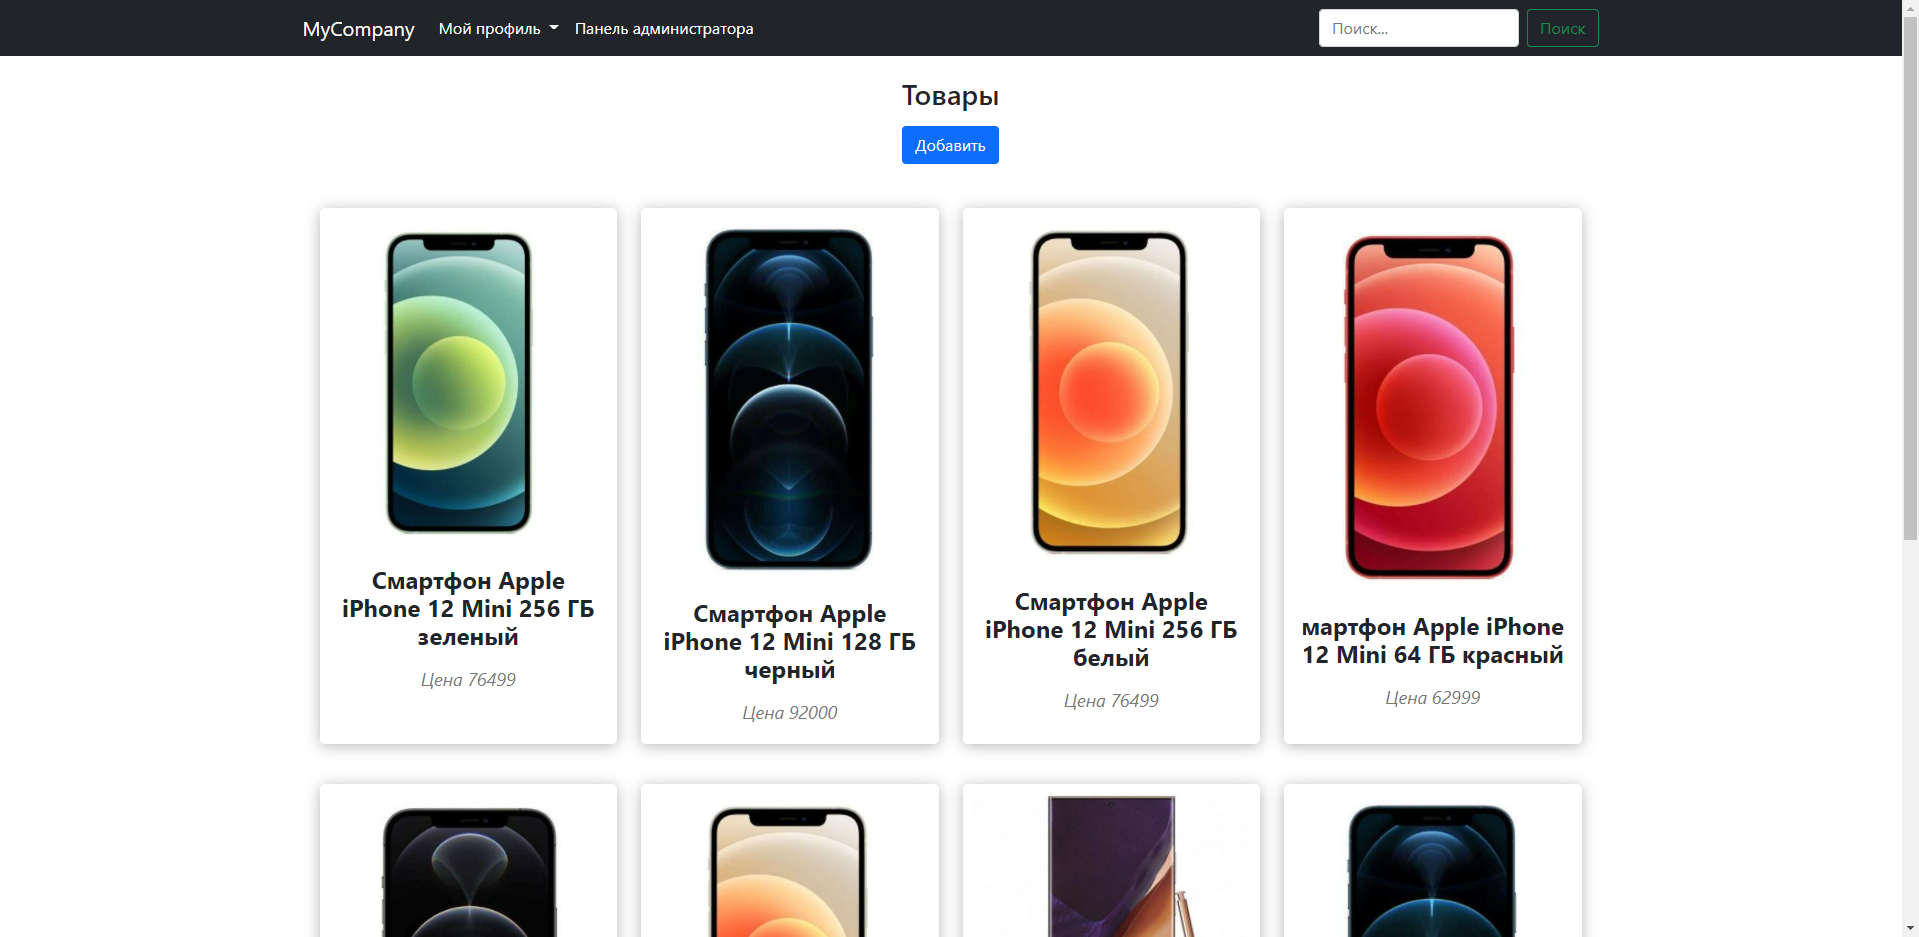 MyCompany Мой профиль Панель администратора Поиск... Поиск
Товары
Добавить
Смартфон Apple
iPhone 12 Mini 256 ГБ
зеленый
Цена 76499
Смартфон Apple
iPhone 12 Mini 128 ГБ
черный
Цена 92000
Смартфон Apple
iPhone 12 Mini 256 ГБ
белый
Цена 76499
мартфон Apple iPhone
12 Mini 64 ГБ красный
Цена 62999